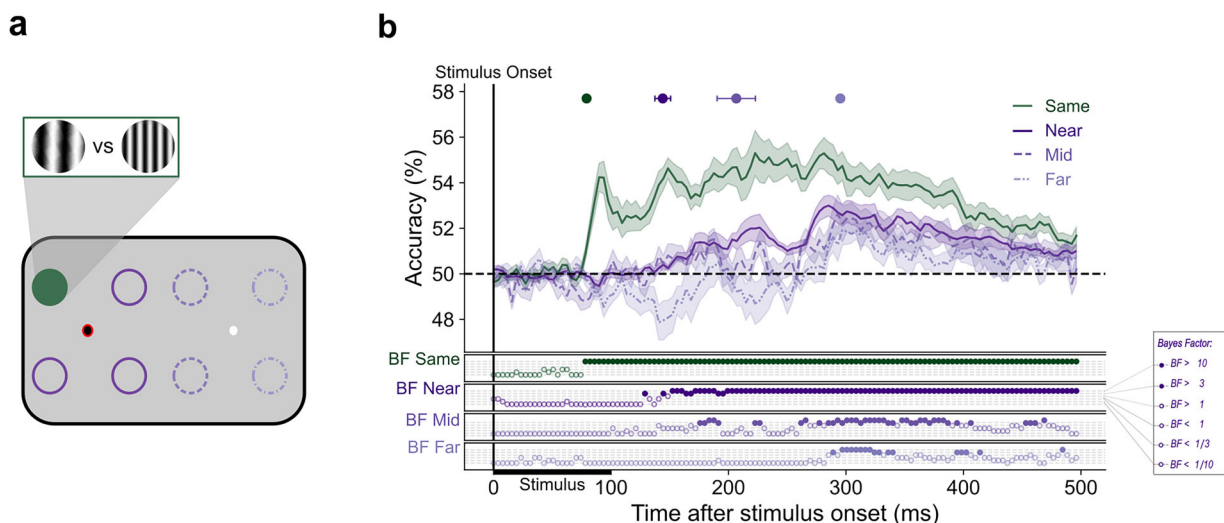 a
vs
b
Stimulus Onset
58
56
54
52
50
48
Accuracy (%)
Same
Near
Mid
Far
BF Same
BF Near
BF Mid
BF Far
Stimulus
0
100
200
300
400
500
Time after stimulus onset (ms)
Bayes Factor:
BF > 10
BF > 3
BF > 1
BF < 1
BF < 1/3
BF < 1/10